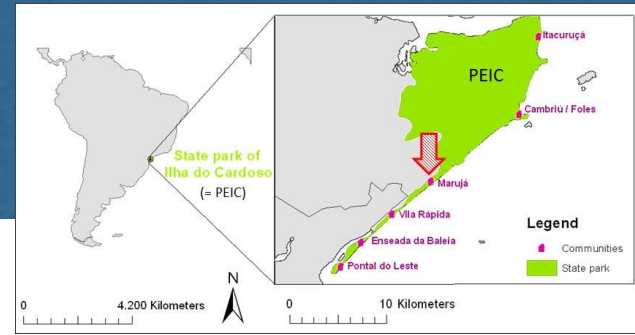 State park of
Ilha do Cardoso
(= PEIC)
N
0 4.200 Kilometers
Itacuruçá
PEIC
Cambriú / Foles
Marujá
Vila Rápida
Enseada da Baleia
Pontal do Leste
Legend
Communities
State park
0 10 Kilometers